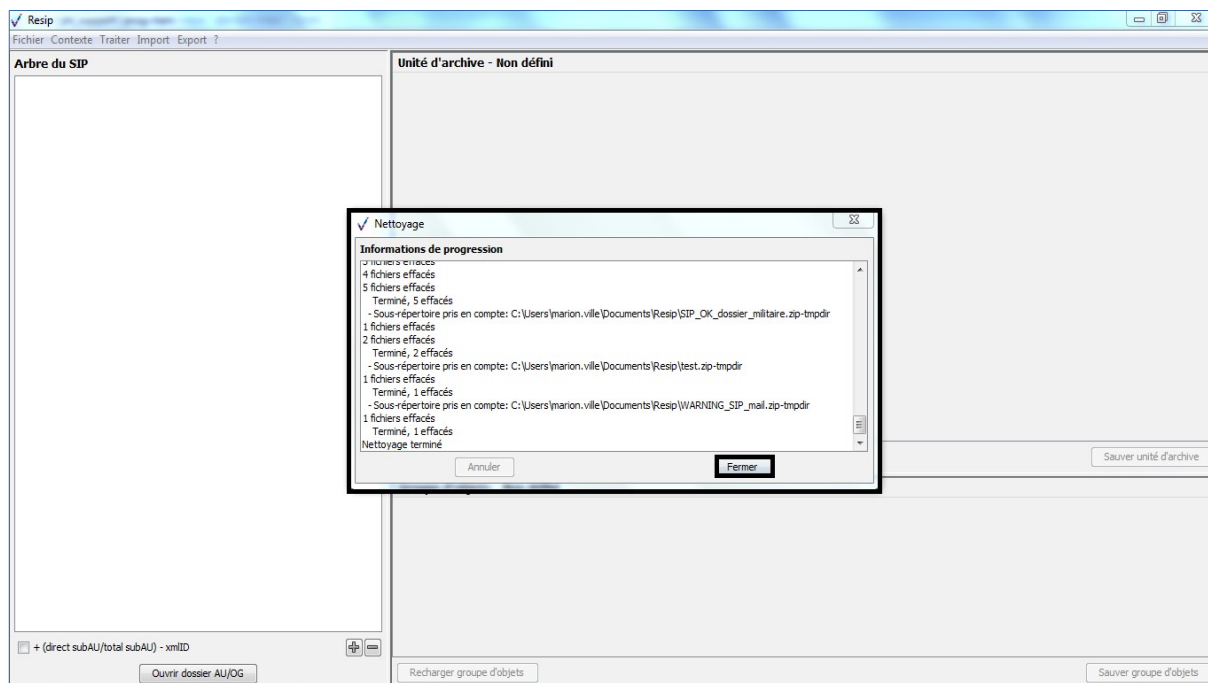 Resip
Fichier Contexte Traiter Import Export ?
Arbre du SIP
Unité d'archive - Non défini
Nettoyage
Informations de progression
3 fichiers effacés
4 fichiers effacés
5 fichiers effacés
Terminé, 5 effacés
- Sous-répertoire pris en compte: C:\Users\marion.ville\Documents\Resip\SIP_OK_dossier_militaire.zip-tmpdir
1 fichiers effacés
2 fichiers effacés
Terminé, 2 effacés
- Sous-répertoire pris en compte: C:\Users\marion.ville\Documents\Resip\test.zip-tmpdir
1 fichiers effacés
Terminé, 1 effacés
- Sous-répertoire pris en compte: C:\Users\marion.ville\Documents\Resip\WARNING_SIP_mail.zip-tmpdir
1 fichiers effacés
Terminé, 1 effacés
Nettoyage terminé
Annuler
Fermer
Sauver unité d'archive
+ (direct subAU/total subAU) - xmlID
Ouvrir dossier AU/OG
Recharger groupe d'objets
Sauver groupe d'objets